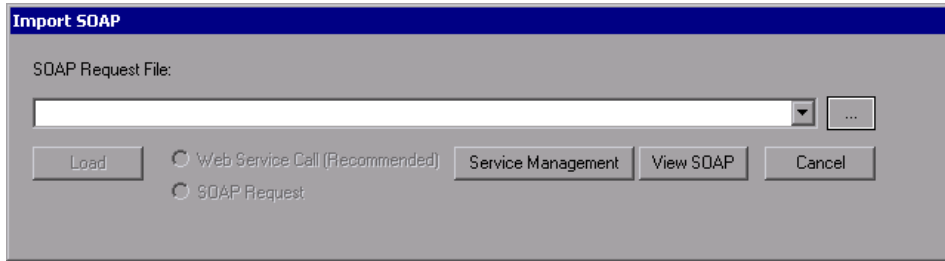 Import SOAP
SOAP Request File:
...
Load
Web Service Call (Recommended)
Service Management
View SOAP
Cancel
SOAP Request